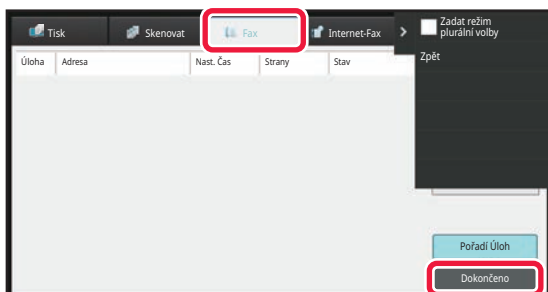 Tisk
Skenovat
Fax
Internet-Fax
Zadat režim
plurální volby
Zpět
Úloha Adresa Nast. Čas Strany Stav
Pořadí Úloh
Dokončeno